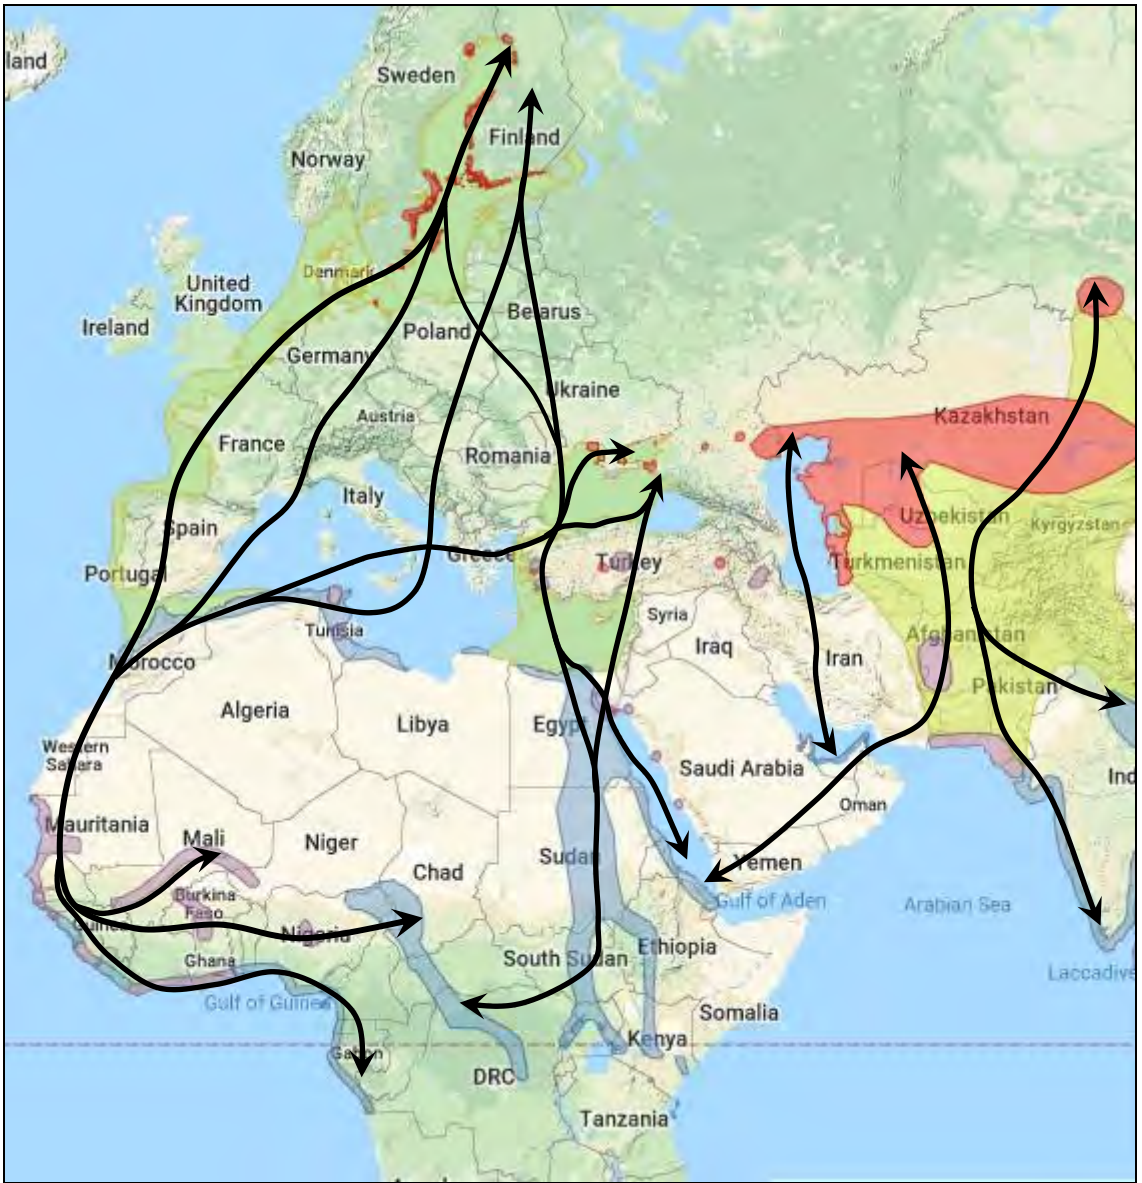 land
Sweden
Finland
Norway
Denmark
United
Kingdom
Ireland
Belarus
Poland
Germany
Ukraine
Austria
Kazakhstan
France
Romania
Italy
Spain
Uzbekistan
Kyrgyzstan
Greece
Turkey
Turkmenistan
Portugal
Syria
Tunisia
Afghanistan
Iraq
Iran
Morocco
Pakistan
Algeria
Libya
Egypt
Western
Sahara
Saudi Arabia
Ind
Oman
Mauritania
Mali
Niger
Sudan
Chad
Yemen
Burkina
Faso
Gulf of Aden
Arabian Sea
Guinea
Nigeria
Ethiopia
Ghana
South Sudan
Laccadive
Gulf of Guinea
Somalia
Kenya
Gabon
DRC
Tanzania